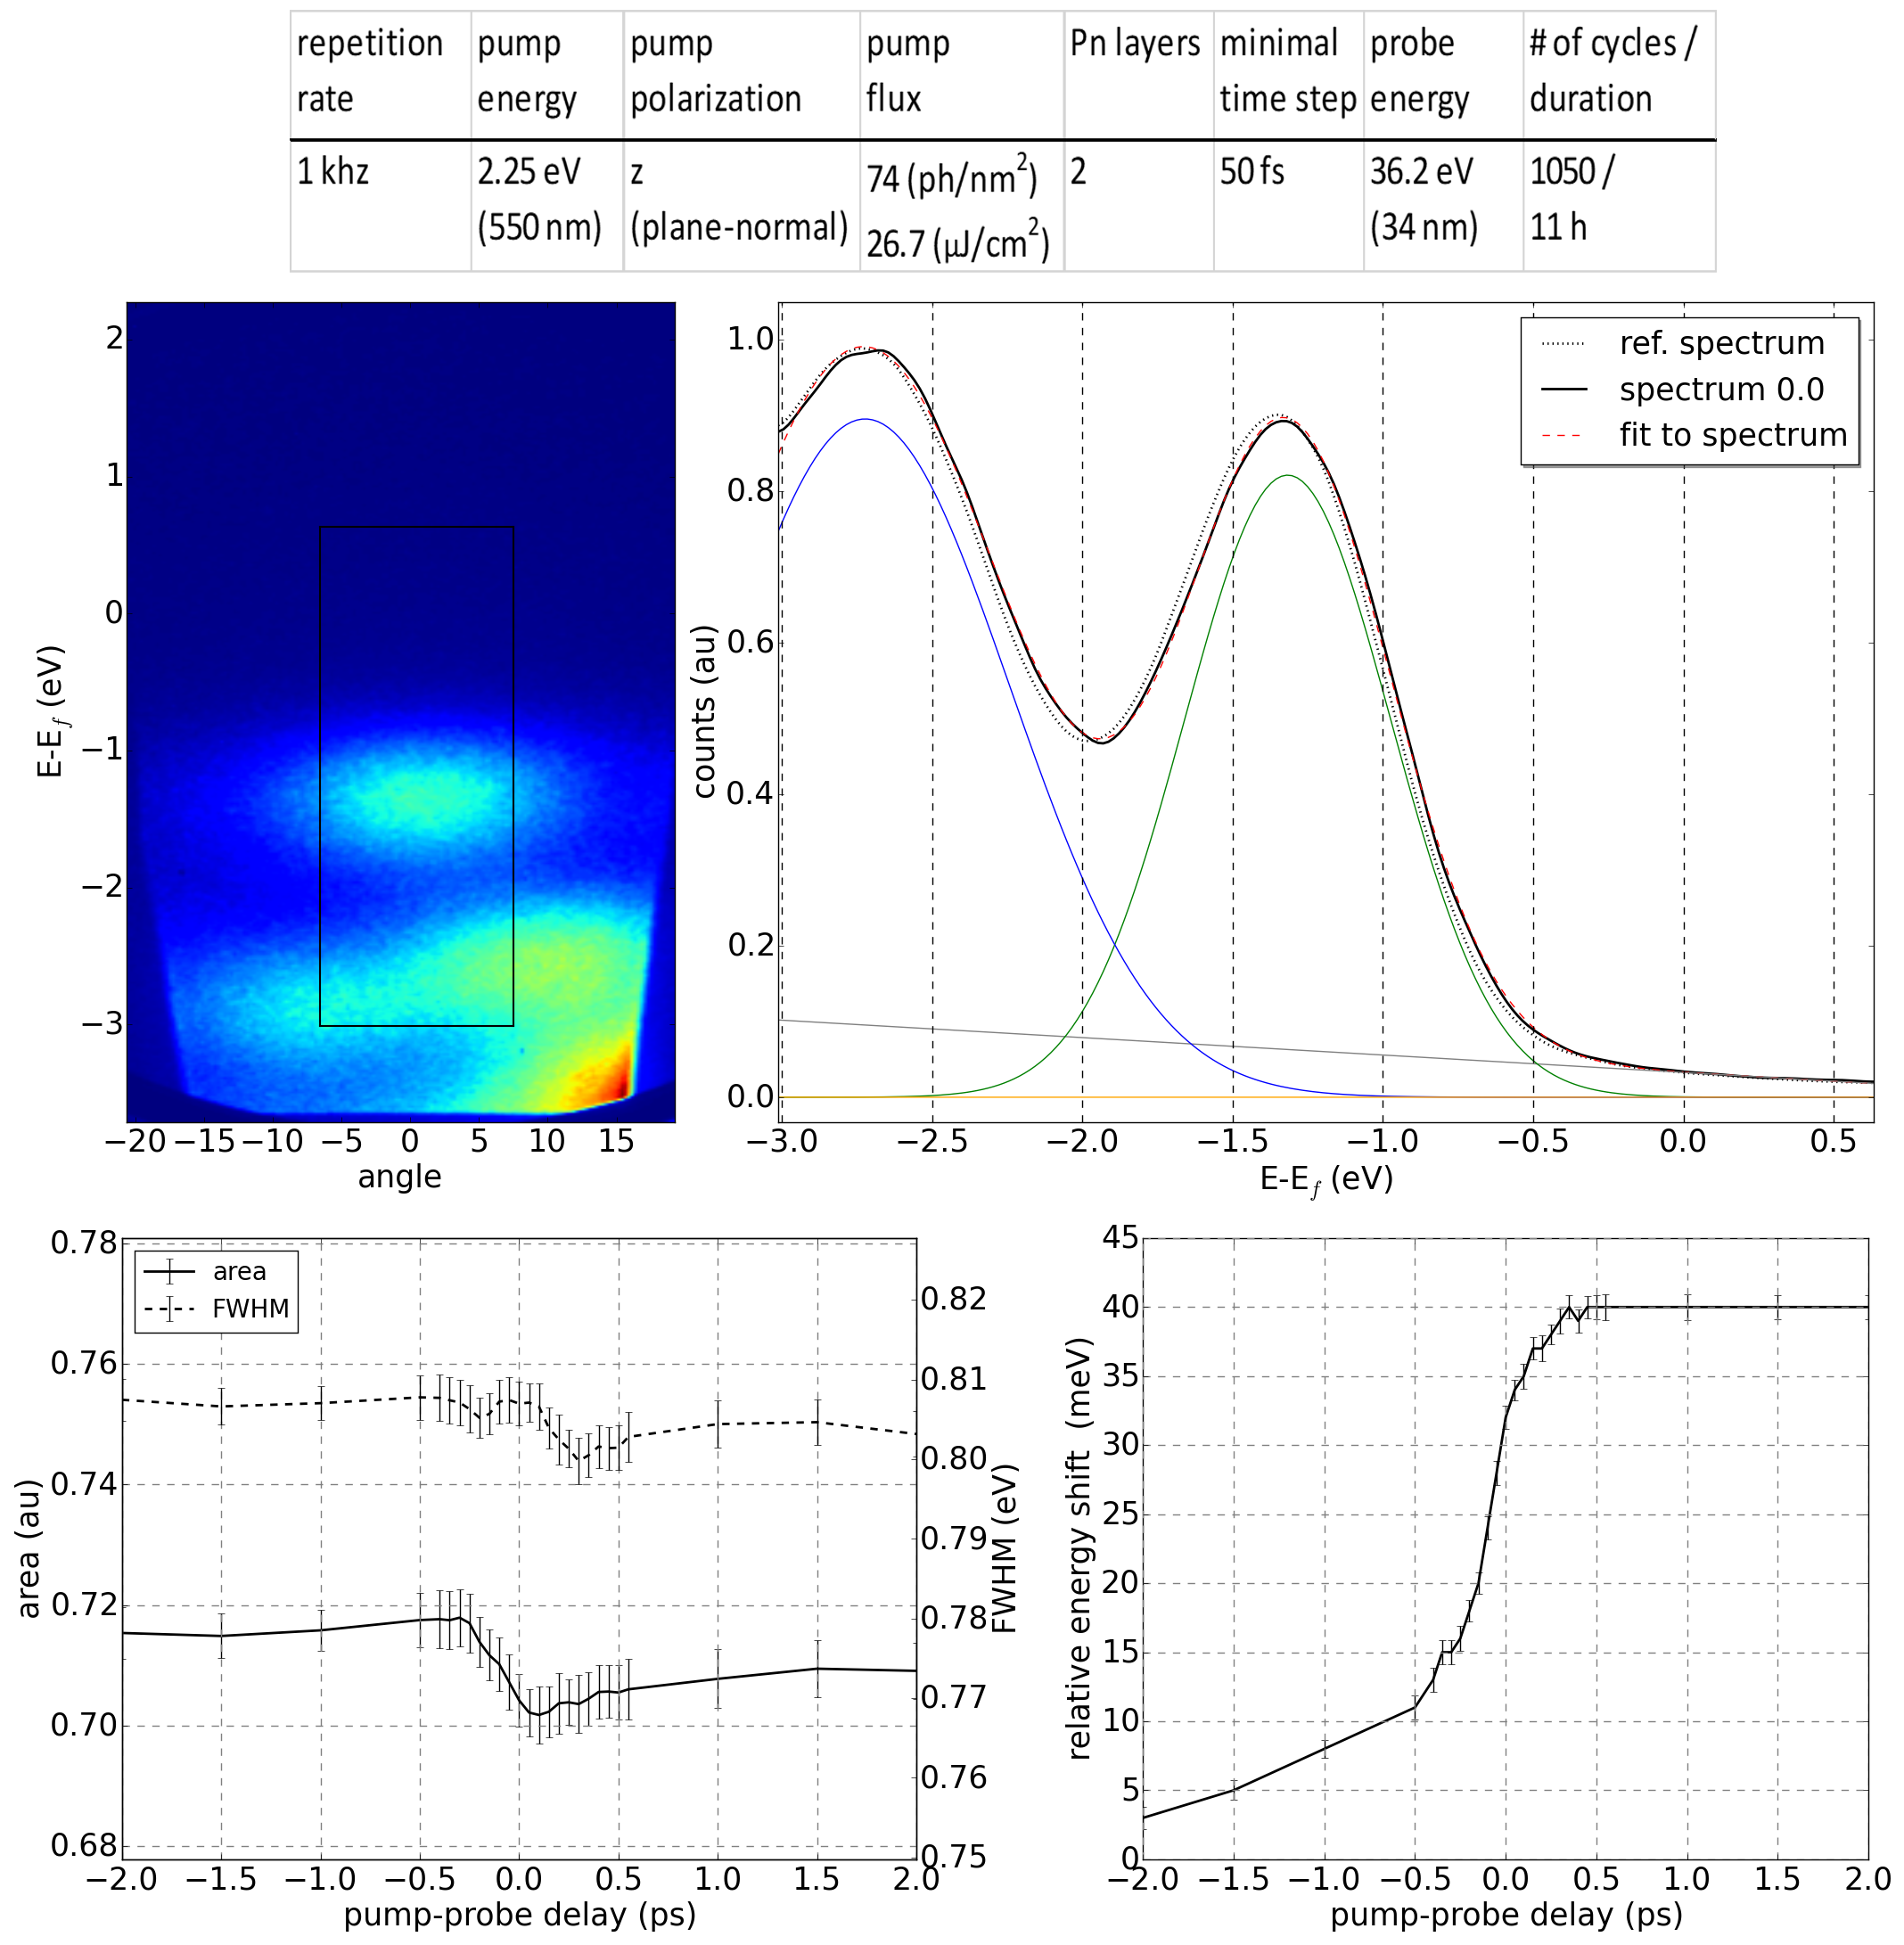 repetition rate
pump energy
pump polarization
pump flux
Pn layers
minimal time step
probe energy
# of cycles / duration
1 khz
2.25 eV (550 nm)
z (plane-normal)
74 (ph/nm²)
26.7 (µJ/cm²)
2
50 fs
36.2 eV (34 nm)
1050 / 11 h
2
1
0
−1
−2
−3
E-E_f (eV)
−20 −15 −10 −5 0 5 10 15
angle
ref. spectrum
spectrum 0.0
fit to spectrum
1.0
0.8
0.6
0.4
0.2
0.0
counts (au)
−3.0 −2.5 −2.0 −1.5 −1.0 −0.5 0.0 0.5
E-E_f (eV)
area
FWHM
0.78
0.76
0.74
0.72
0.70
0.68
area (au)
0.82
0.81
0.80
0.79
0.78
0.77
0.76
0.75
FWHM (eV)
−2.0 −1.5 −1.0 −0.5 0.0 0.5 1.0 1.5 2.0
pump-probe delay (ps)
45
40
35
30
25
20
15
10
5
0
relative energy shift (meV)
−2.0 −1.5 −1.0 −0.5 0.0 0.5 1.0 1.5 2.0
pump-probe delay (ps)